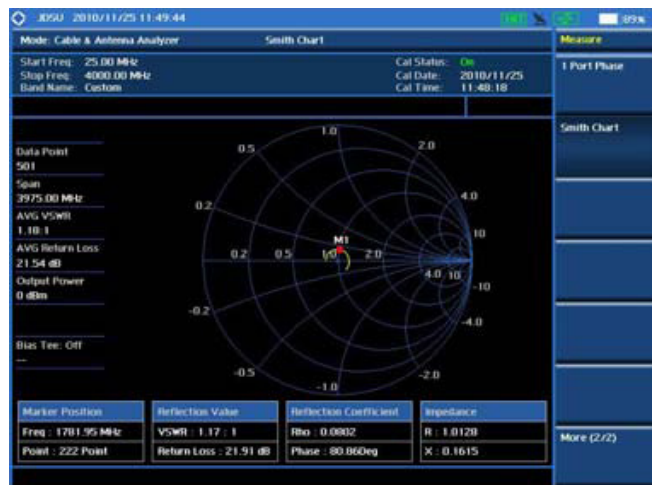 JDSU 2010/11/25 11:49:44
89%
Mode: Cable & Antenna Analyzer Smith Chart
Measure
Start Freq: 25.00 MHz
Stop Freq: 4000.00 MHz
Band Name: Custom
Cal Status: On
Cal Date: 2010/11/25
Cal Time: 11:48:18
1 Port Phase
Smith Chart
Data Point
501
Span
3975.00 MHz
AVG VSWR
1.10:1
AVG Return Loss
21.54 dB
Output Power
0 dBm
Bias Tee: Off
---
1.0
0.5 2.0
0.2 4.0
10
M1
0.2 0.5 1.0 2.0
4.0 10
-10
-0.2 -4.0
-0.5 -2.0
-1.0
Marker Position Reflection Value Reflection Coefficient Impedance
Freq : 1781.95 MHz VSWR : 1.17 : 1 Rho : 0.0802 R : 1.0128
Point : 222 Point Return Loss : 21.91 dB Phase : 80.86Deg X : 0.1615
More (2/2)